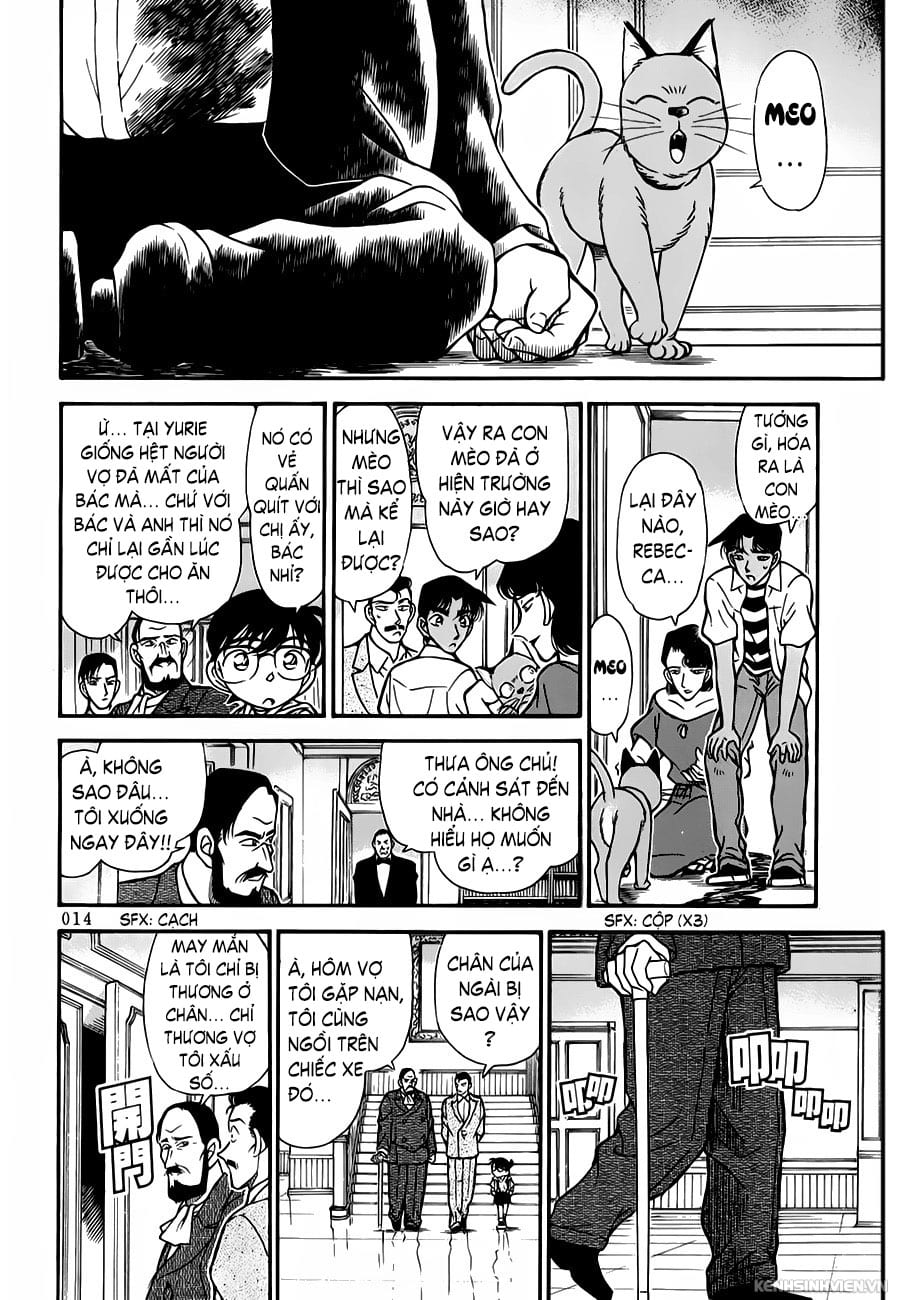 MEO
...
TƯỞNG
GÌ, HÓA
RA LÀ
CON
MÈO...
LẠI ĐÂY
NÀO,
REBEC-
CA...
MEO
...
VẬY RA CON
MÈO ĐÃ Ở
HIỆN TRƯỜNG
NÀY GIỜ HAY
SAO?
NHƯNG
MÈO
THÌ SAO
MÀ KỂ
LẠI
ĐƯỢC?
NÓ CÓ
VẺ
QUẤN
QUÍT VỚI
CHỊ ẤY,
BÁC
NHỈ?
Ừ... TẠI YURIE
GIỐNG HỆT NGƯỜI
VỢ ĐÃ MẤT CỦA
BÁC MÀ... CHỨ VỚI
BÁC VÀ ANH THÌ NÓ
CHỈ LẠI GẦN LÚC
ĐƯỢC CHO ĂN
THÔI...
THƯA ÔNG CHỦ!
CÓ CẢNH SÁT ĐẾN
NHÀ... KHÔNG
HIỂU HỌ MUỐN
GÌ Ạ...?
À, KHÔNG
SAO ĐÂU...
TÔI XUỐNG
NGAY ĐÂY!!
014
SFX: CẠCH
SFX: CỘP (X3)
叩叩
叩叩
叩叩
CHÂN CỦA
NGÀI BỊ
SAO VẬY
?
À, HÔM VỢ
TÔI GẶP NẠN,
TÔI CŨNG
NGỒI TRÊN
CHIẾC XE
ĐÓ...
MAY MẮN
LÀ TÔI CHỈ BỊ
THƯƠNG Ở
CHÂN... CHỈ
THƯƠNG VỢ
TÔI XẤU
SỐ...
開門
KENHSINHVIEN.VN